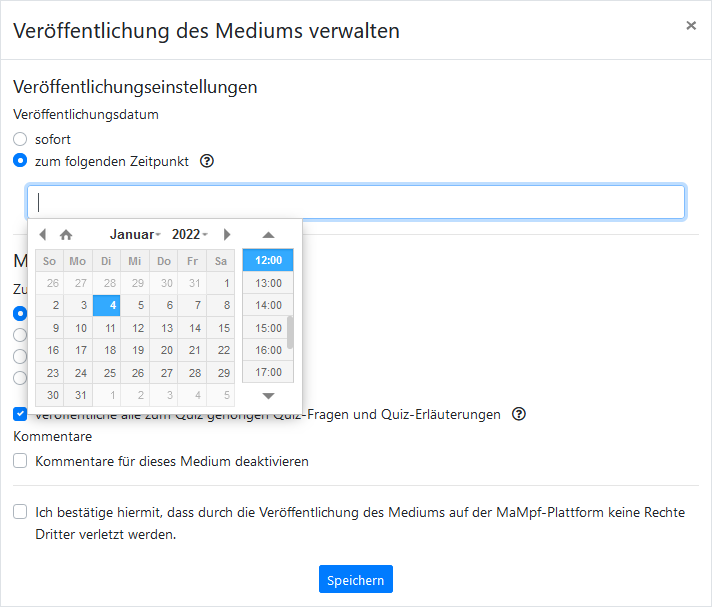 Veröffentlichung des Mediums verwalten ×
Veröffentlichungseinstellungen
Veröffentlichungsdatum
sofort
zum folgenden Zeitpunkt ?
Januar 2022
So Mo Di Mi Do Fr Sa
26 27 28 29 30 31 1
2 3 4 5 6 7 8
9 10 11 12 13 14 15
16 17 18 19 20 21 22
23 24 25 26 27 28 29
30 31 1 2 3 4 5
12:00
13:00
14:00
15:00
16:00
17:00
M
Zu
Veröffentliche alle zum Quiz gehörigen Quiz-Fragen und Quiz-Erläuterungen ?
Kommentare
Kommentare für dieses Medium deaktivieren
Ich bestätige hiermit, dass durch die Veröffentlichung des Mediums auf der MaMpf-Plattform keine Rechte
Dritter verletzt werden.
Speichern